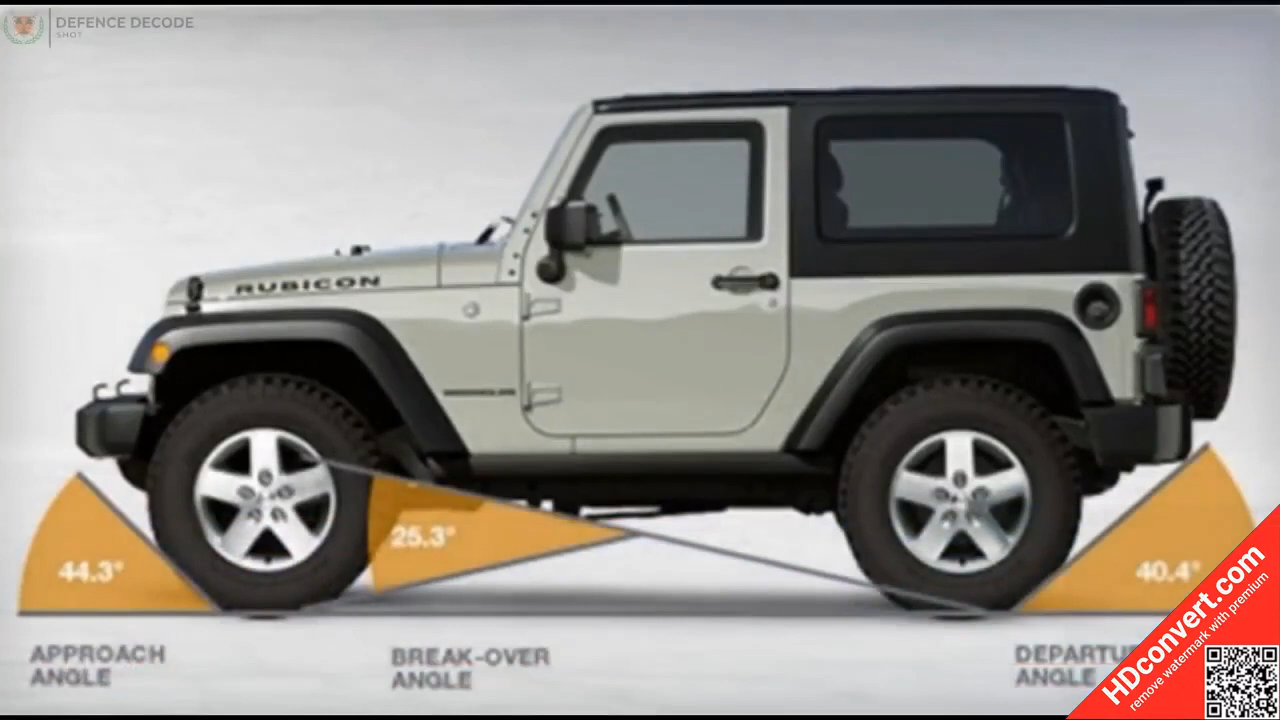 DEFENCE DECODE
SHOT
RUBICON
25.3°
44.3°
40.4°
APPROACH
ANGLE
BREAK-OVER
ANGLE
ANGLE
HDconvert.com
remove watermark with premium